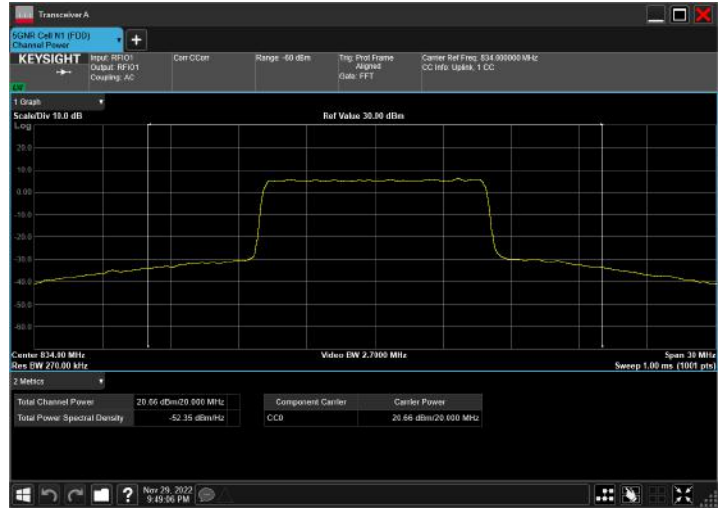 Transceiver A
5GNR Cell N1 (FDD)
Channel Power
KEYSIGHT
Input: RFIO1
Output: RFIO1
Coupling: AC
Corr CCorr
Range -60 dBm
Trig: Prot Frame
Aligned
Gate: FFT
Carrier Ref Freq: 834.000000 MHz
CC Info: Uplink, 1 CC
1 Graph
Scale/Div 10.0 dB
Ref Value 30.00 dBm
Log
20.0
10.0
0.00
-10.0
-20.0
-30.0
-40.0
-50.0
-60.0
Center 834.00 MHz
Video BW 2.7000 MHz
Span 30 MHz
Res BW 270.00 kHz
Sweep 1.00 ms (1001 pts)
2 Metrics
Total Channel Power 20.66 dBm/20.000 MHz
Total Power Spectral Density -52.35 dBm/Hz
Component Carrier Carrier Power
CC0 20.66 dBm/20.000 MHz
Nov 29, 2022
9:49:06 PM